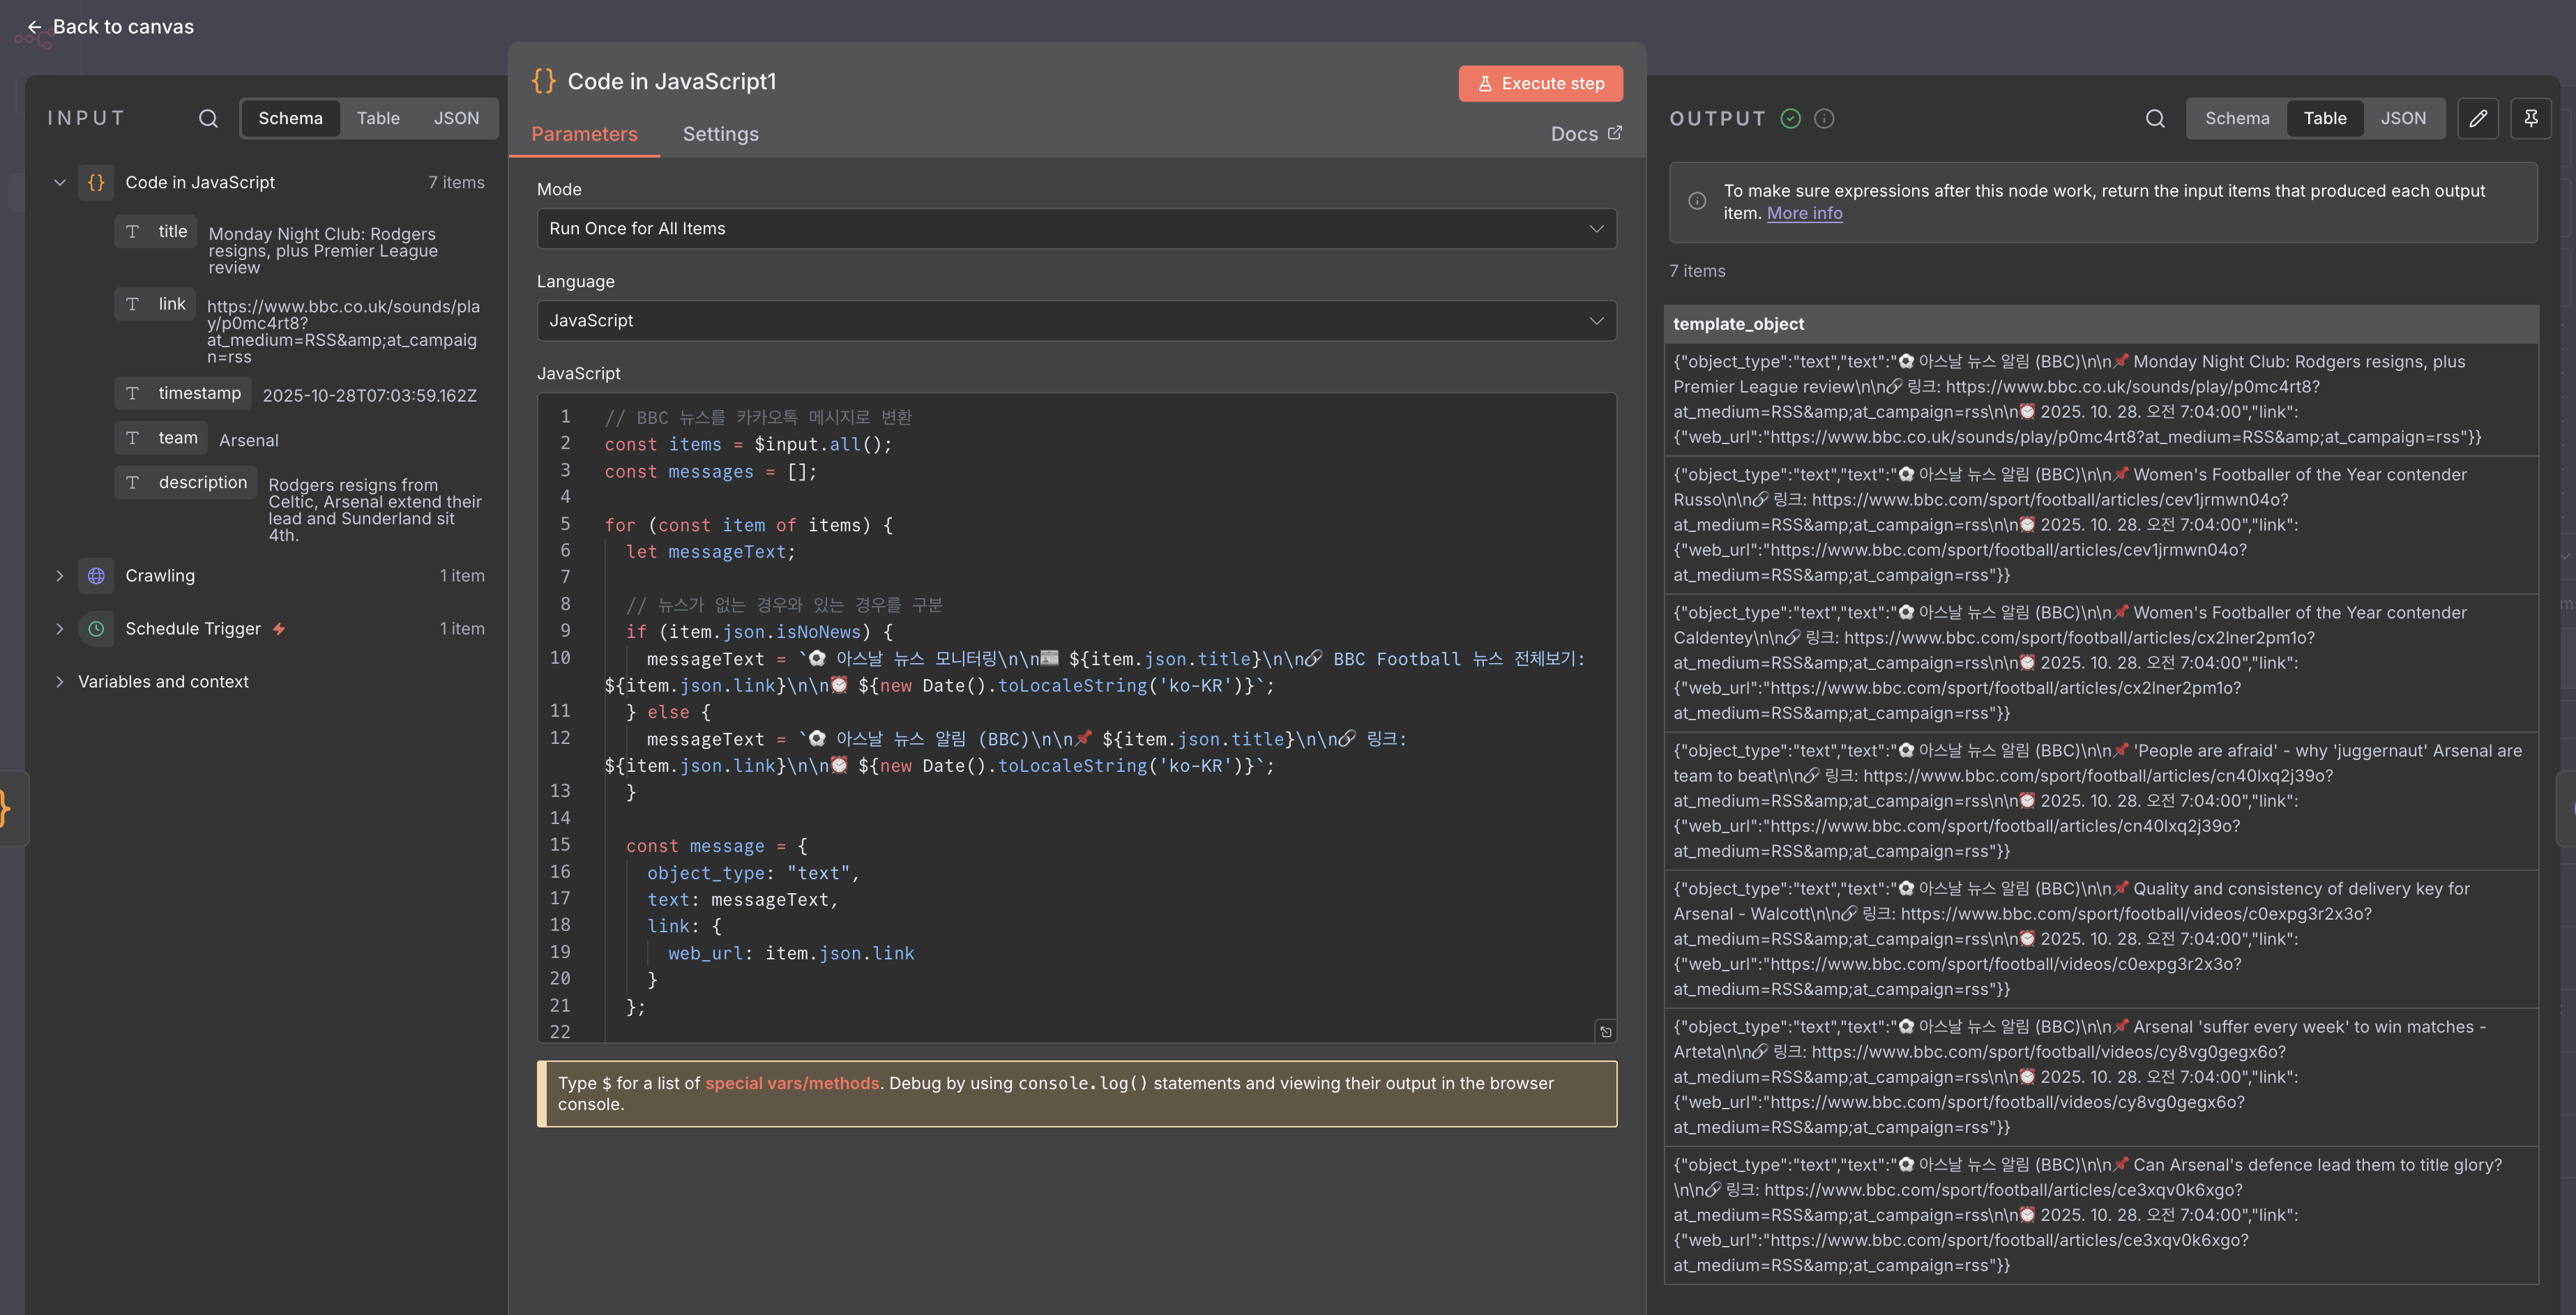 Back to canvas
INPUT
Schema
Table
JSON
Code in JavaScript
7 items
title
Monday Night Club: Rodgers
resigns, plus Premier League
review
link
https://www.bbc.co.uk/sounds/pla
y/p0mc4rt8?
at_medium=RSS&amp;at_campaig
n=rss
timestamp
2025-10-28T07:03:59.162Z
team
Arsenal
description
Rodgers resigns from
Celtic, Arsenal extend their
lead and Sunderland sit
4th.
Crawling
1 item
Schedule Trigger
1 item
Variables and context
Code in JavaScript1
Execute step
Parameters
Settings
Docs
Mode
Run Once for All Items
Language
JavaScript
JavaScript
1 // BBC 뉴스를 카카오톡 메시지로 변환
2 const items = $input.all();
3 const messages = [];
4
5 for (const item of items) {
6 let messageText;
7
8 // 뉴스가 없는 경우와 있는 경우를 구분
9 if (item.json.isNoNews) {
10 messageText = `⚽ 아스날 뉴스 모니터링\n\n📰 ${item.json.title}\n\n🔗 BBC Football 뉴스 전체보기:
${item.json.link}\n\n⏰ ${new Date().toLocaleString('ko-KR')}`;
11 } else {
12 messageText = `⚽ 아스날 뉴스 알림 (BBC)\n\n📌 ${item.json.title}\n\n🔗 링크:
${item.json.link}\n\n⏰ ${new Date().toLocaleString('ko-KR')}`;
13 }
14
15 const message = {
16 object_type: "text",
17 text: messageText,
18 link: {
19 web_url: item.json.link
20 }
21 };
22
Type $ for a list of special vars/methods. Debug by using console.log() statements and viewing their output in the browser
console.
OUTPUT
Schema
Table
JSON
To make sure expressions after this node work, return the input items that produced each output
item. More info
7 items
template_object
{"object_type":"text","text":"⚽ 아스날 뉴스 알림 (BBC)\n\n📌 Monday Night Club: Rodgers resigns, plus
Premier League review\n\n🔗 링크: https://www.bbc.co.uk/sounds/play/p0mc4rt8?
at_medium=RSS&amp;at_campaign=rss\n\n⏰ 2025. 10. 28. 오전 7:04:00","link":
{"web_url":"https://www.bbc.co.uk/sounds/play/p0mc4rt8?at_medium=RSS&amp;at_campaign=rss"}}
{"object_type":"text","text":"⚽ 아스날 뉴스 알림 (BBC)\n\n📌 Women's Footballer of the Year contender
Russo\n\n🔗 링크: https://www.bbc.com/sport/football/articles/cev1jrmwn04o?
at_medium=RSS&amp;at_campaign=rss\n\n⏰ 2025. 10. 28. 오전 7:04:00","link":
{"web_url":"https://www.bbc.com/sport/football/articles/cev1jrmwn04o?
at_medium=RSS&amp;at_campaign=rss"}}
{"object_type":"text","text":"⚽ 아스날 뉴스 알림 (BBC)\n\n📌 Women's Footballer of the Year contender
Caldentey\n\n🔗 링크: https://www.bbc.com/sport/football/articles/cx2lner2pm1o?
at_medium=RSS&amp;at_campaign=rss\n\n⏰ 2025. 10. 28. 오전 7:04:00","link":
{"web_url":"https://www.bbc.com/sport/football/articles/cx2lner2pm1o?
at_medium=RSS&amp;at_campaign=rss"}}
{"object_type":"text","text":"⚽ 아스날 뉴스 알림 (BBC)\n\n📌 'People are afraid' - why 'juggernaut' Arsenal are
team to beat\n\n🔗 링크: https://www.bbc.com/sport/football/articles/cn40lxq2j39o?
at_medium=RSS&amp;at_campaign=rss\n\n⏰ 2025. 10. 28. 오전 7:04:00","link":
{"web_url":"https://www.bbc.com/sport/football/articles/cn40lxq2j39o?
at_medium=RSS&amp;at_campaign=rss"}}
{"object_type":"text","text":"⚽ 아스날 뉴스 알림 (BBC)\n\n📌 Quality and consistency of delivery key for
Arsenal - Walcott\n\n🔗 링크: https://www.bbc.com/sport/football/videos/c0expg3r2x3o?
at_medium=RSS&amp;at_campaign=rss\n\n⏰ 2025. 10. 28. 오전 7:04:00","link":
{"web_url":"https://www.bbc.com/sport/football/videos/c0expg3r2x3o?
at_medium=RSS&amp;at_campaign=rss"}}
{"object_type":"text","text":"⚽ 아스날 뉴스 알림 (BBC)\n\n📌 Arsenal 'suffer every week' to win matches -
Arteta\n\n🔗 링크: https://www.bbc.com/sport/football/videos/cy8vg0gegx6o?
at_medium=RSS&amp;at_campaign=rss\n\n⏰ 2025. 10. 28. 오전 7:04:00","link":
{"web_url":"https://www.bbc.com/sport/football/videos/cy8vg0gegx6o?
at_medium=RSS&amp;at_campaign=rss"}}
{"object_type":"text","text":"⚽ 아스날 뉴스 알림 (BBC)\n\n📌 Can Arsenal's defence lead them to title glory?
\n\n🔗 링크: https://www.bbc.com/sport/football/articles/ce3xqv0k6xgo?
at_medium=RSS&amp;at_campaign=rss\n\n⏰ 2025. 10. 28. 오전 7:04:00","link":
{"web_url":"https://www.bbc.com/sport/football/articles/ce3xqv0k6xgo?
at_medium=RSS&amp;at_campaign=rss"}}